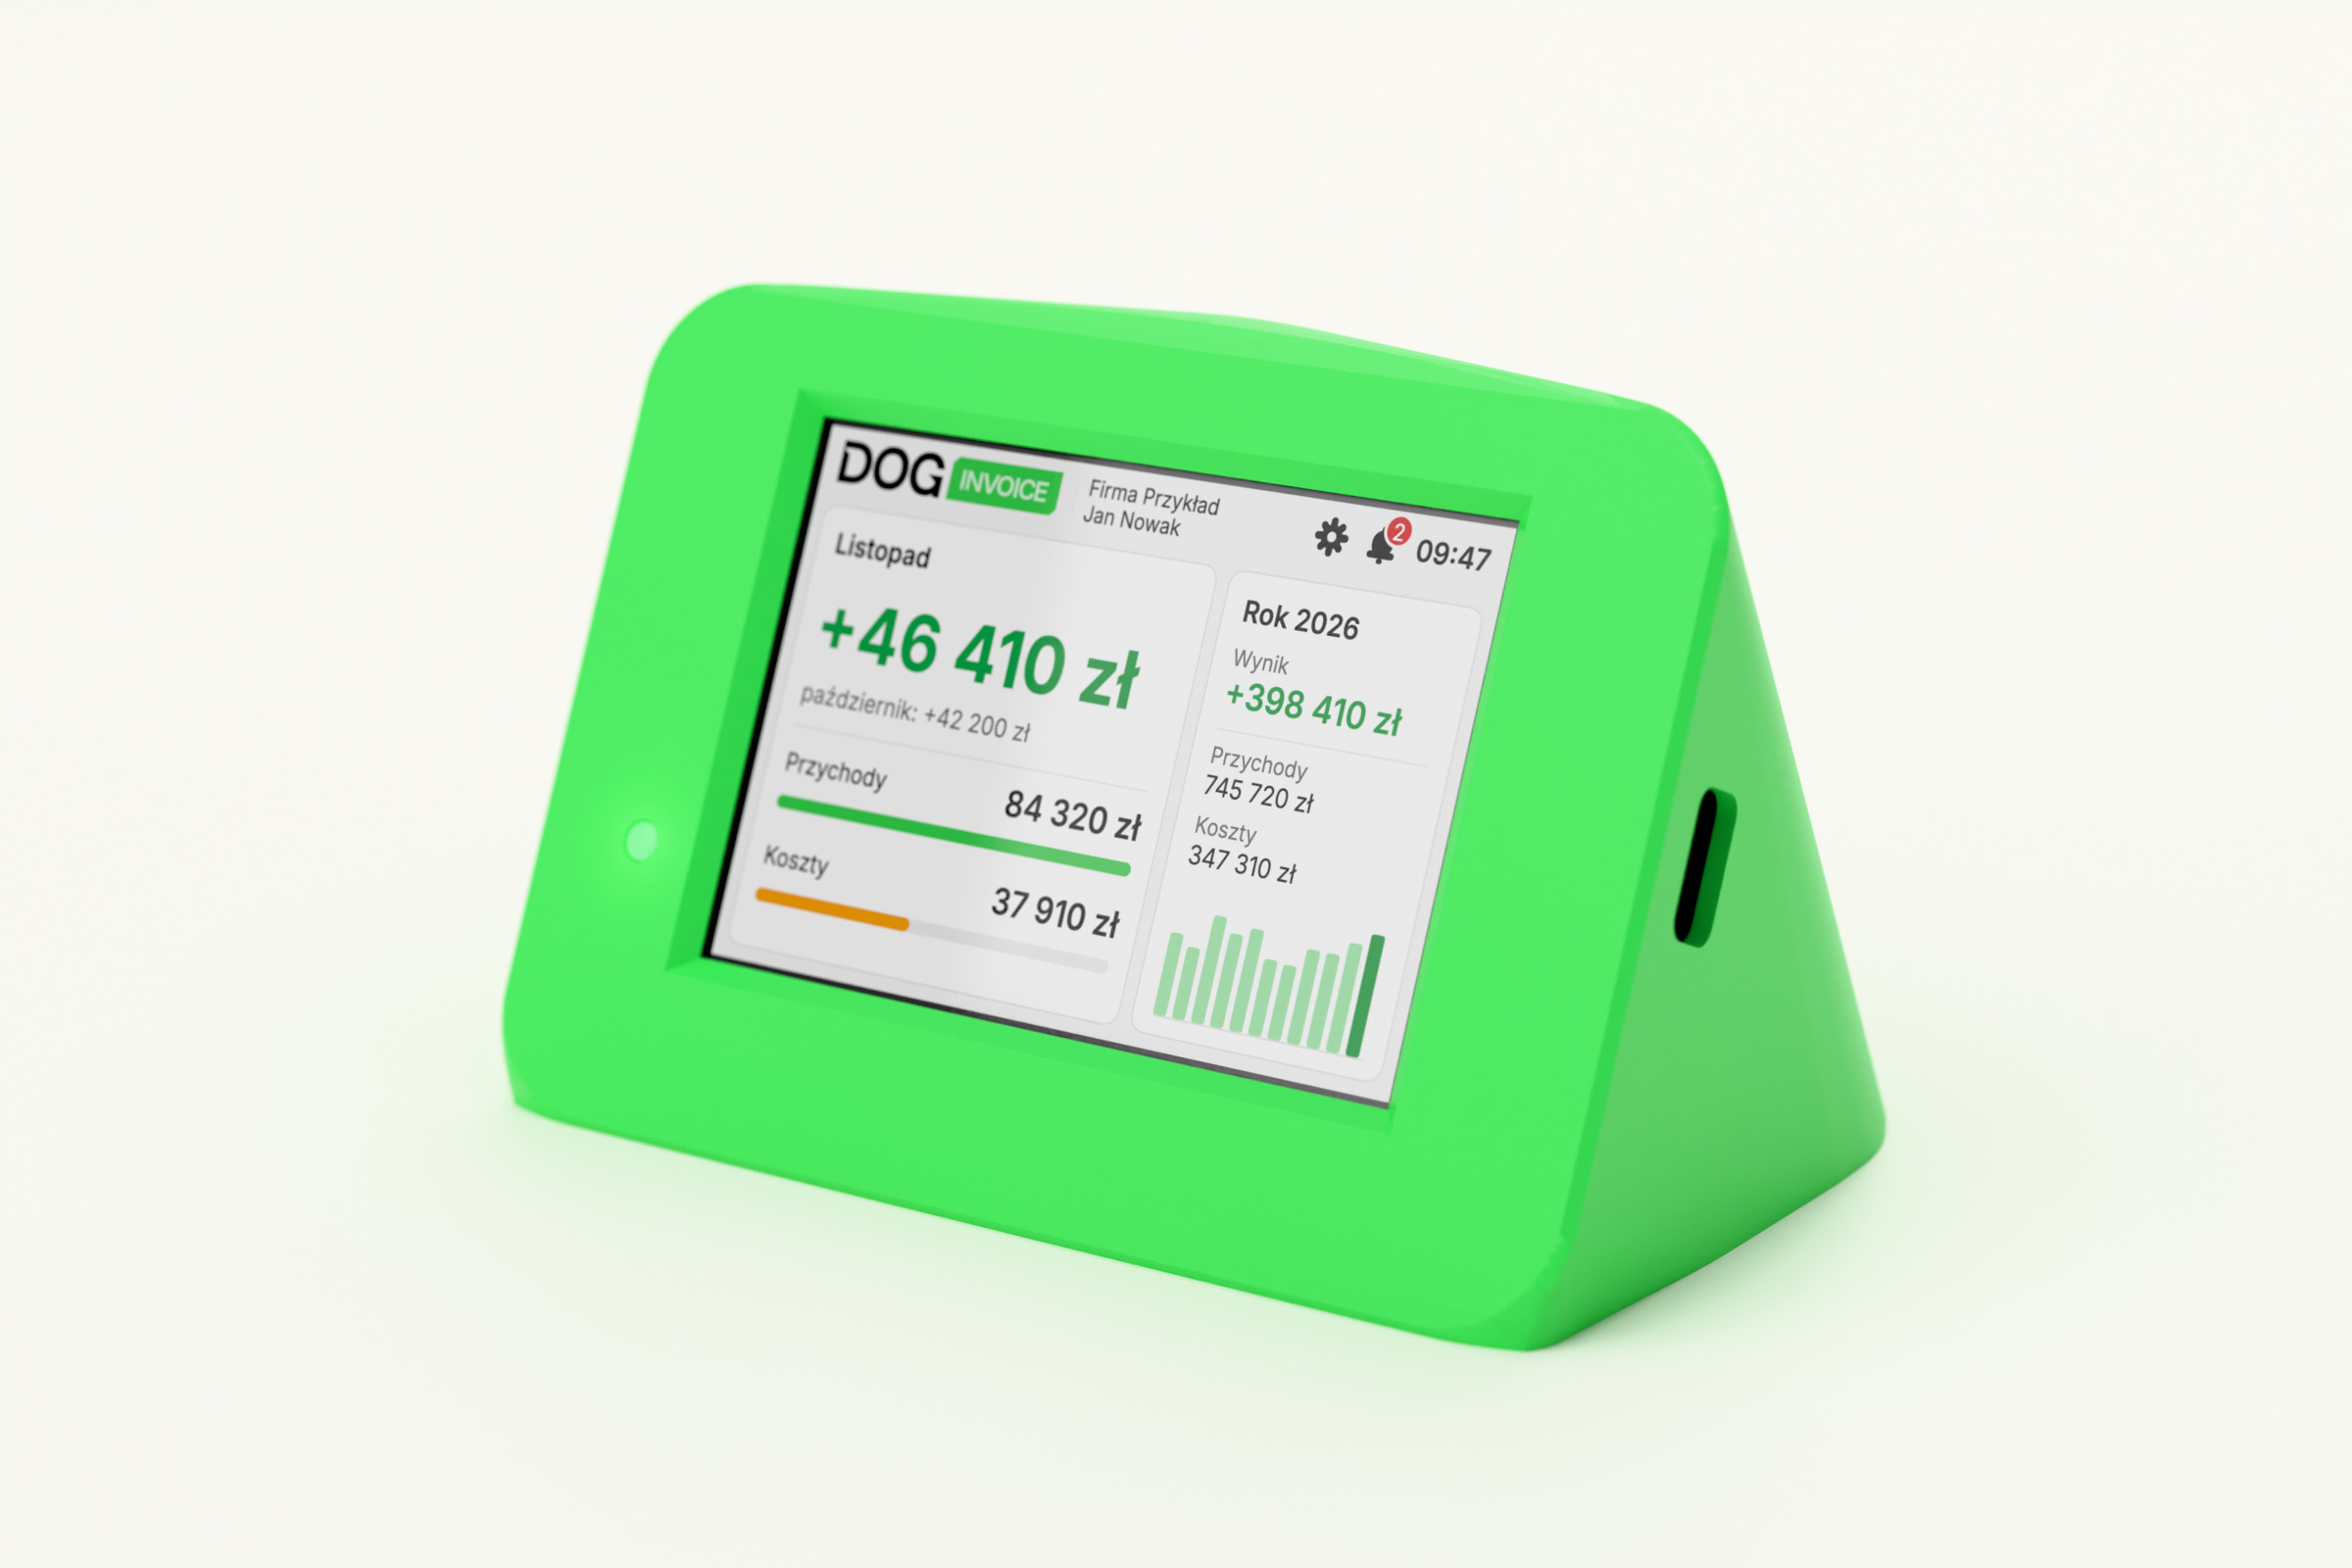 DOG INVOICE
Firma Przykład
Jan Nowak
2
09:47
Listopad
+46 410 zł
październik: +42 200 zł
Przychody
84 320 zł
Koszty
37 910 zł
Rok 2026
Wynik
+398 410 zł
Przychody
745 720 zł
Koszty
347 310 zł